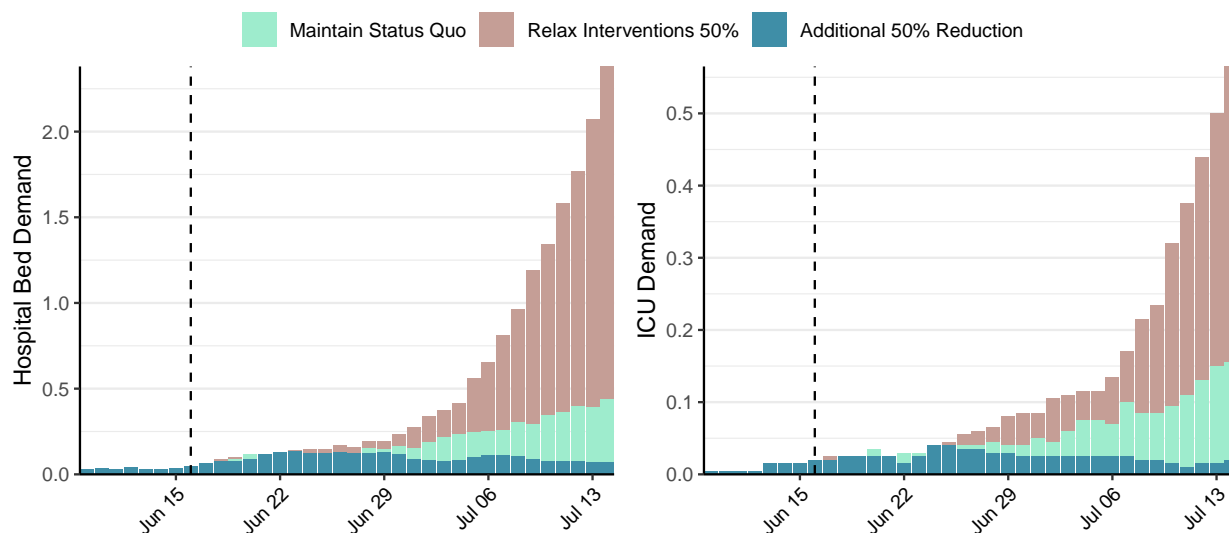 Maintain Status Quo Relax Interventions 50% Additional 50% Reduction
Hospital Bed Demand
2.0
1.5
1.0
0.5
0.0
Jun 15 Jun 22 Jun 29 Jul 06 Jul 13
ICU Demand
0.5
0.4
0.3
0.2
0.1
0.0
Jun 15 Jun 22 Jun 29 Jul 06 Jul 13